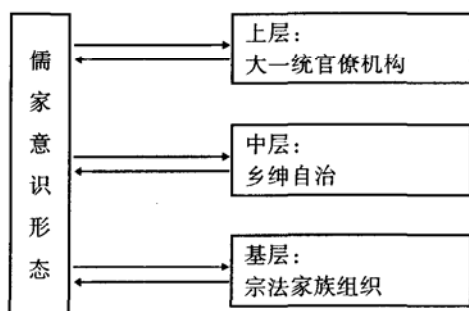 儒家意识形态
上层：
大一统官僚机构
中层：
乡绅自治
基层：
宗法家族组织